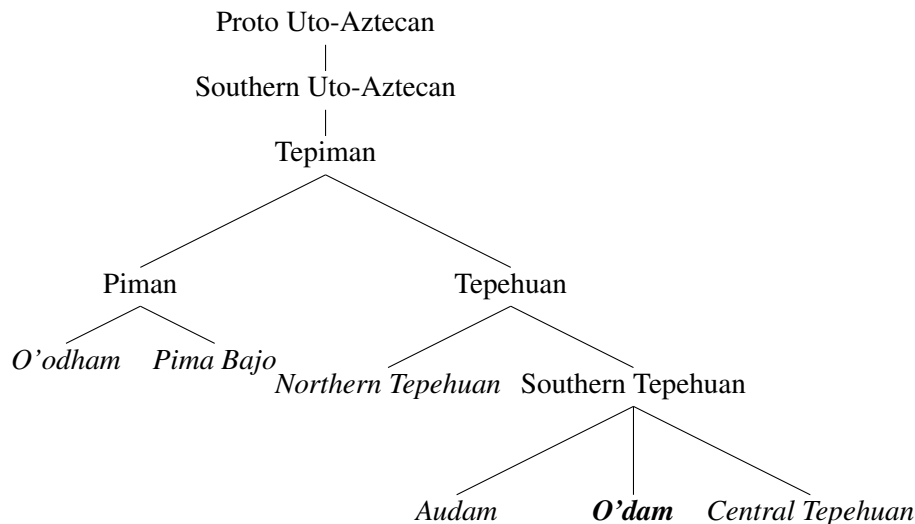 Proto Uto-Aztecan
Southern Uto-Aztecan
Tepiman
Piman Tepehuan
O’odham Pima Bajo
Northern Tepehuan Southern Tepehuan
Audam O’dam Central Tepehuan